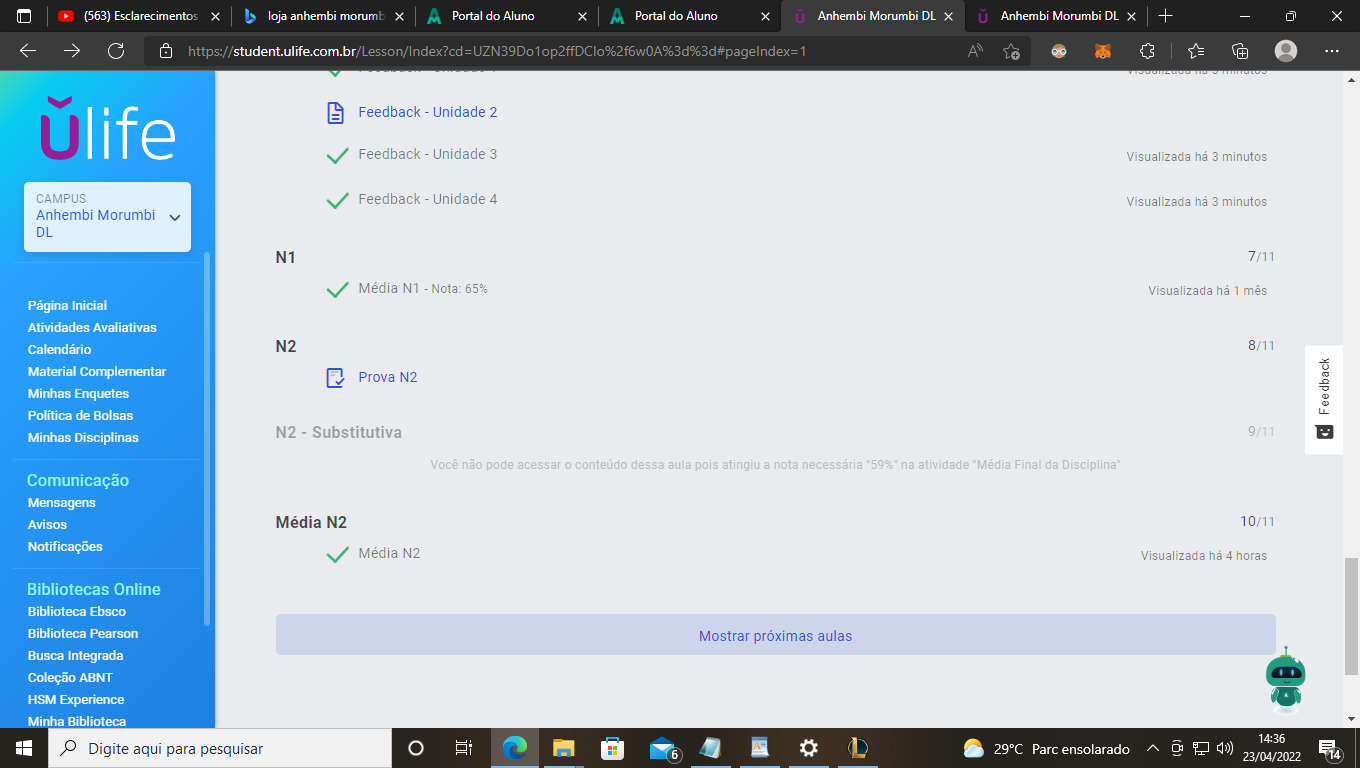 (563) Esclarecimentos
loja anhembi morumb
Portal do Aluno
Portal do Aluno
Anhembi Morumbi DL
Anhembi Morumbi DL
https://student.ulife.com.br/Lesson/Index?cd=UZN39Do1op2ffDClo%2f6w0A%3d%3d#pageIndex=1
ulife
CAMPUS
Anhembi Morumbi
DL
Página Inicial
Atividades Avaliativas
Calendário
Material Complementar
Minhas Enquetes
Política de Bolsas
Minhas Disciplinas
Comunicação
Mensagens
Avisos
Notificações
Bibliotecas Online
Biblioteca Ebsco
Biblioteca Pearson
Busca Integrada
Coleção ABNT
HSM Experience
Minha Biblioteca
Visualizada há 3 minutos
Feedback - Unidade 2
Feedback - Unidade 3
Visualizada há 3 minutos
Feedback - Unidade 4
Visualizada há 3 minutos
N1
7/11
Média N1 - Nota: 65%
Visualizada há 1 mês
N2
8/11
Prova N2
N2 - Substitutiva
9/11
Você não pode acessar o conteúdo dessa aula pois atingiu a nota necessária "59%" na atividade "Média Final da Disciplina"
Média N2
10/11
Média N2
Visualizada há 4 horas
Mostrar próximas aulas
Feedback
Digite aqui para pesquisar
6
29°C Parc ensolarado
14:36
23/04/2022
14